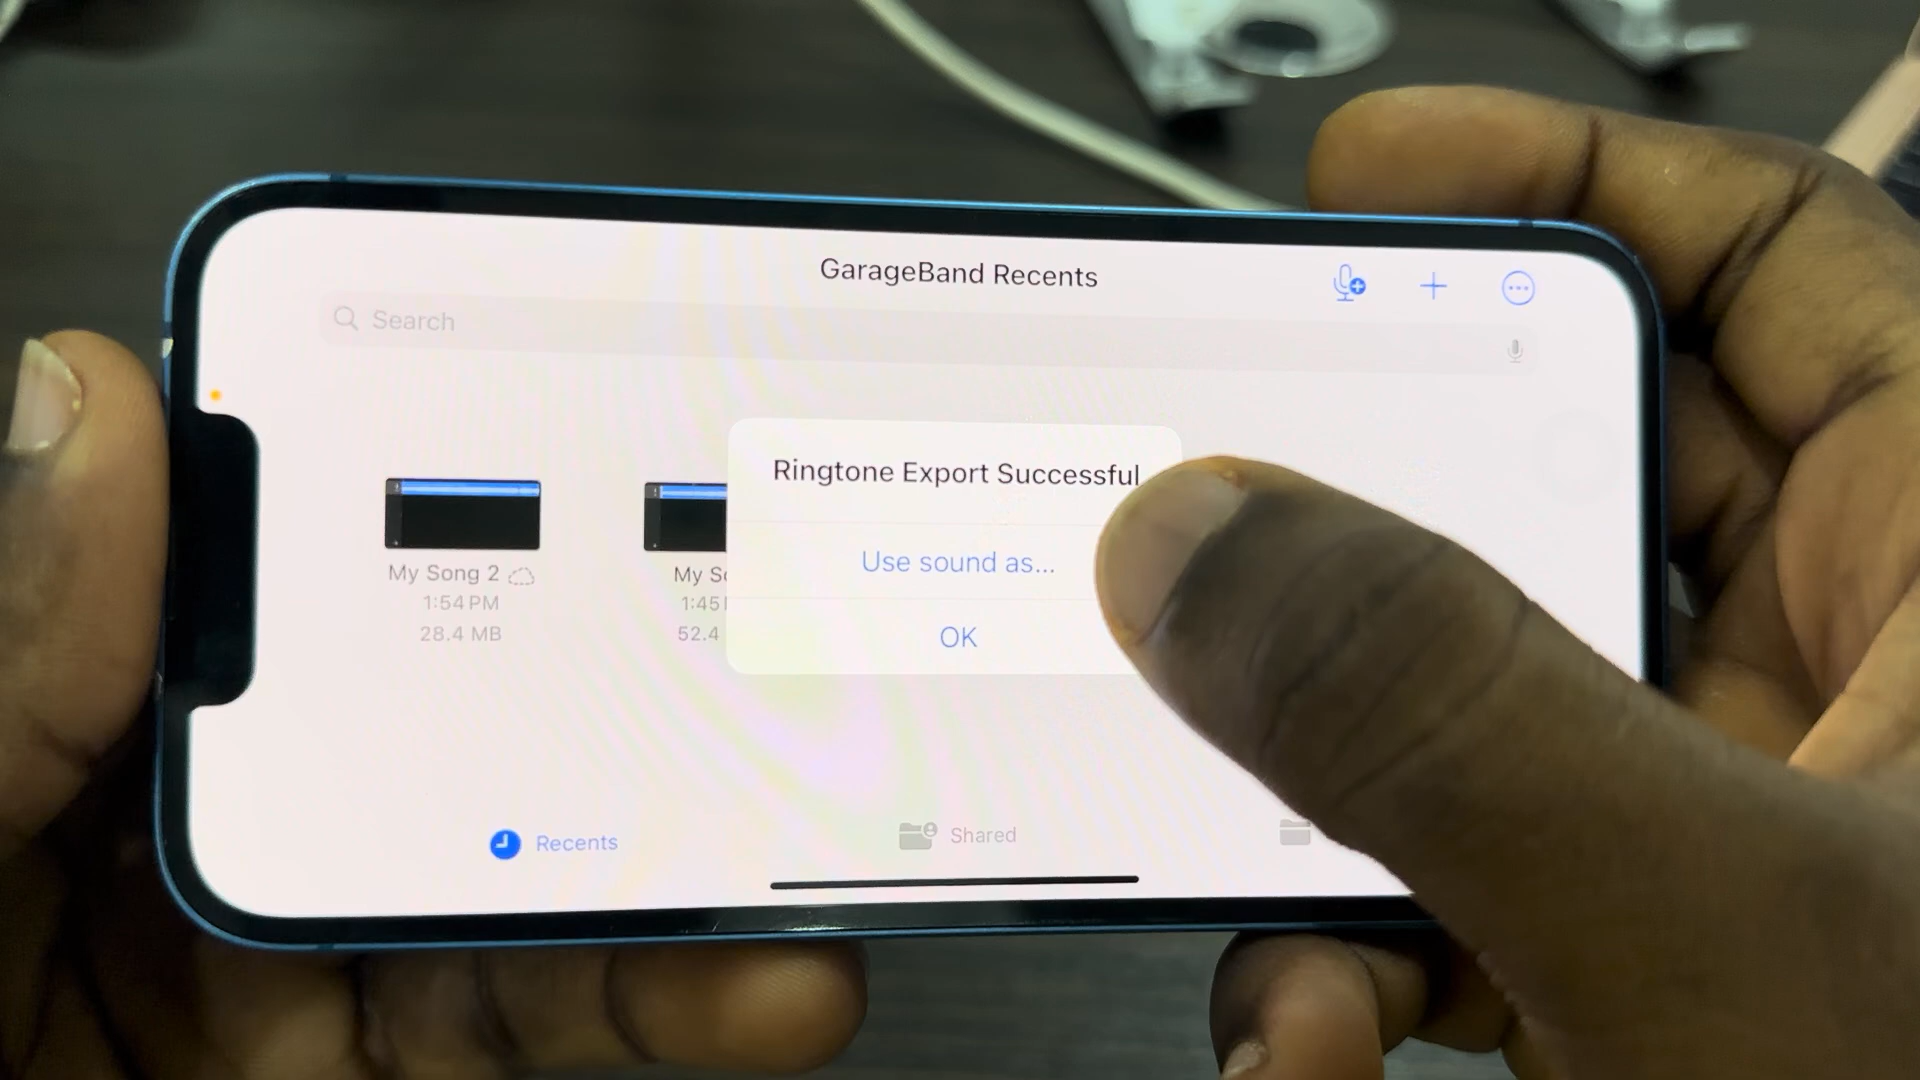 GarageBand Recents
Search
Ringtone Export Successful
Use sound as...
OK
My Song 2
1:54 PM
28.4 MB
My
1:45
52.4
Recents
Shared